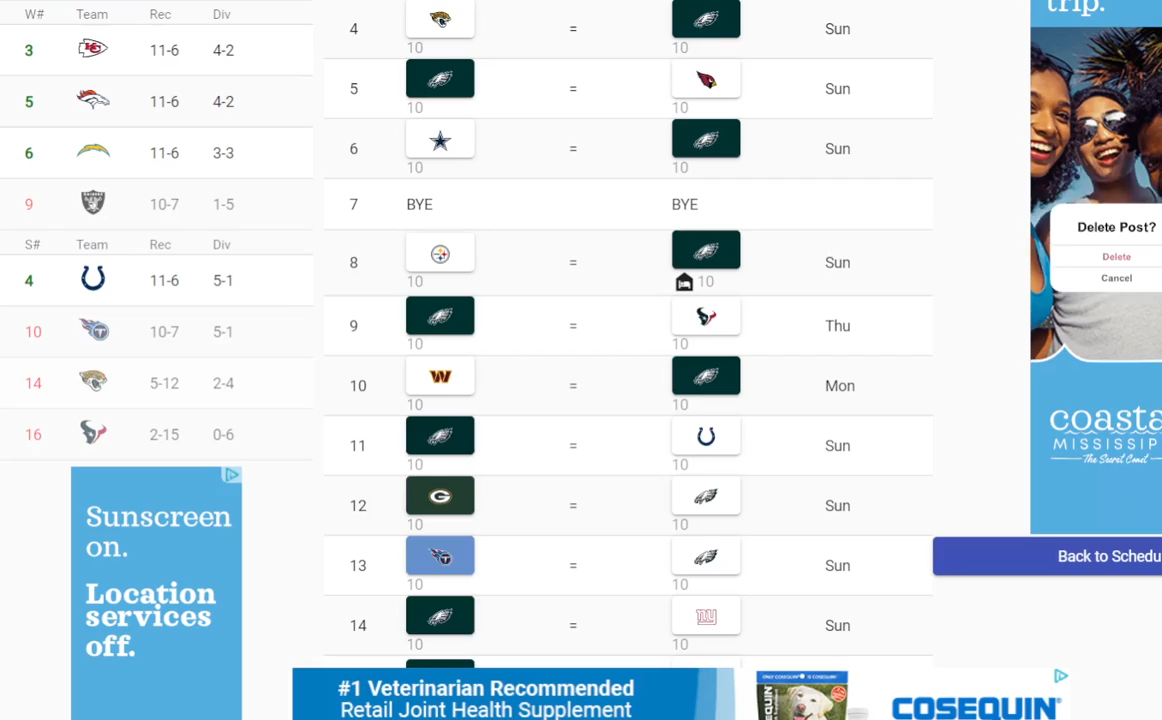 W# Team Rec Div
3 11-6 4-2
5 11-6 4-2
6 11-6 3-3
9 RAIDERS 10-7 1-5
S# Team Rec Div
4 11-6 5-1
10 T 10-7 5-1
14 5-12 2-4
16 2-15 0-6
4 = Sun
10 10
5 = Sun
10 10
6 = Sun
10 10
7 BYE BYE
8 = Sun
10 10
9 = Thu
10 10
10 W = Mon
10 10
11 = Sun
10 10
12 G = Sun
10 10
13 T = Sun
10 10
14 = NY Sun
10 10
Sunscreen
on.
Location
services
off.
trip.
Delete Post?
Delete
Cancel
coasta
MISSISSIP
The Secret Coast
Back to Schedu
#1 Veterinarian Recommended
Retail Joint Health Supplement
EQUIN
COSEQUIN